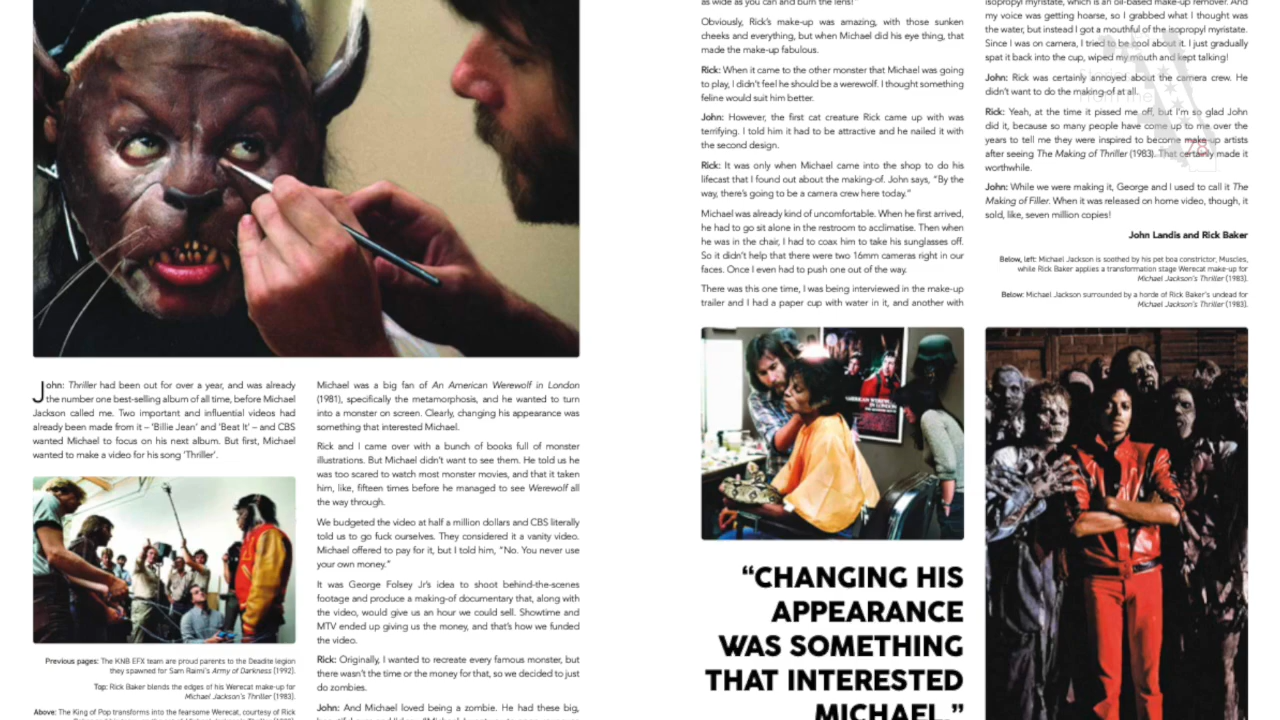 John: Thriller had been out for over a year, and was already
the number one best-selling album of all time, before Michael
Jackson called me. Two important and influential videos had
already been made from it – ‘Billie Jean’ and ‘Beat It’ – and CBS
wanted Michael to focus on his next album. But first, Michael
wanted to make a video for his song ‘Thriller’.
Previous pages: The KNB EFX team are proud parents to the Deadite legion
they spawned for Sam Raimi's Army of Darkness (1992).
Top: Rick Baker blends the edges of his Werecat make-up for
Michael Jackson's Thriller (1983).
Above: The King of Pop transforms into the fearsome Werecat, courtesy of Rick
Michael was a big fan of An American Werewolf in London
(1981), specifically the metamorphosis, and he wanted to turn
into a monster on screen. Clearly, changing his appearance was
something that interested Michael.
Rick and I came over with a bunch of books full of monster
illustrations. But Michael didn't want to see them. He told us he
was too scared to watch most monster movies, and that it taken
him, like, fifteen times before he managed to see Werewolf all
the way through.
We budgeted the video at half a million dollars and CBS literally
told us to go fuck ourselves. They considered it a vanity video.
Michael offered to pay for it, but I told him, “No. You never use
your own money.”
It was George Folsey Jr's idea to shoot behind-the-scenes
footage and produce a making-of documentary that, along with
the video, would give us an hour we could sell. Showtime and
MTV ended up giving us the money, and that's how we funded
the video.
Rick: Originally, I wanted to recreate every famous monster, but
there wasn't the time or the money for that, so we decided to just
do zombies.
John: And Michael loved being a zombie. He had these big,
as wide as you can and burn the lens!”
Obviously, Rick's make-up was amazing, with those sunken
cheeks and everything, but when Michael did his eye thing, that
made the make-up fabulous.
Rick: When it came to the other monster that Michael was going
to play, I didn't feel he should be a werewolf. I thought something
feline would suit him better.
John: However, the first cat creature Rick came up with was
terrifying. I told him it had to be attractive and he nailed it with
the second design.
Rick: It was only when Michael came into the shop to do his
lifecast that I found out about the making-of. John says, “By the
way, there's going to be a camera crew here today.”
Michael was already kind of uncomfortable. When he first arrived,
he had to go sit alone in the restroom to acclimatise. Then when
he was in the chair, I had to coax him to take his sunglasses off.
So it didn't help that there were two 16mm cameras right in our
faces. Once I even had to push one out of the way.
There was this one time, I was being interviewed in the make-up
trailer and I had a paper cup with water in it, and another with
“CHANGING HIS
APPEARANCE
WAS SOMETHING
THAT INTERESTED
MICHAEL.”
isopropyl myristate, which is an oil-based make-up remover. And
my voice was getting hoarse, so I grabbed what I thought was
the water, but instead I got a mouthful of the isopropyl myristate.
Since I was on camera, I tried to be cool about it. I just gradually
spat it back into the cup, wiped my mouth and kept talking!
John: Rick was certainly annoyed about the camera crew. He
didn't want to do the making-of at all.
Rick: Yeah, at the time it pissed me off, but I'm so glad John
did it, because so many people have come up to me over the
years to tell me they were inspired to become make-up artists
after seeing The Making of Thriller (1983). That certainly made it
worthwhile.
John: While we were making it, George and I used to call it The
Making of Filler. When it was released on home video, though, it
sold, like, seven million copies!
John Landis and Rick Baker
Below, left: Michael Jackson is soothed by his pet boa constrictor, Muscles,
while Rick Baker applies a transformation stage Werecat make-up for
Michael Jackson's Thriller (1983).
Below: Michael Jackson surrounded by a horde of Rick Baker's undead for
Michael Jackson's Thriller (1983).